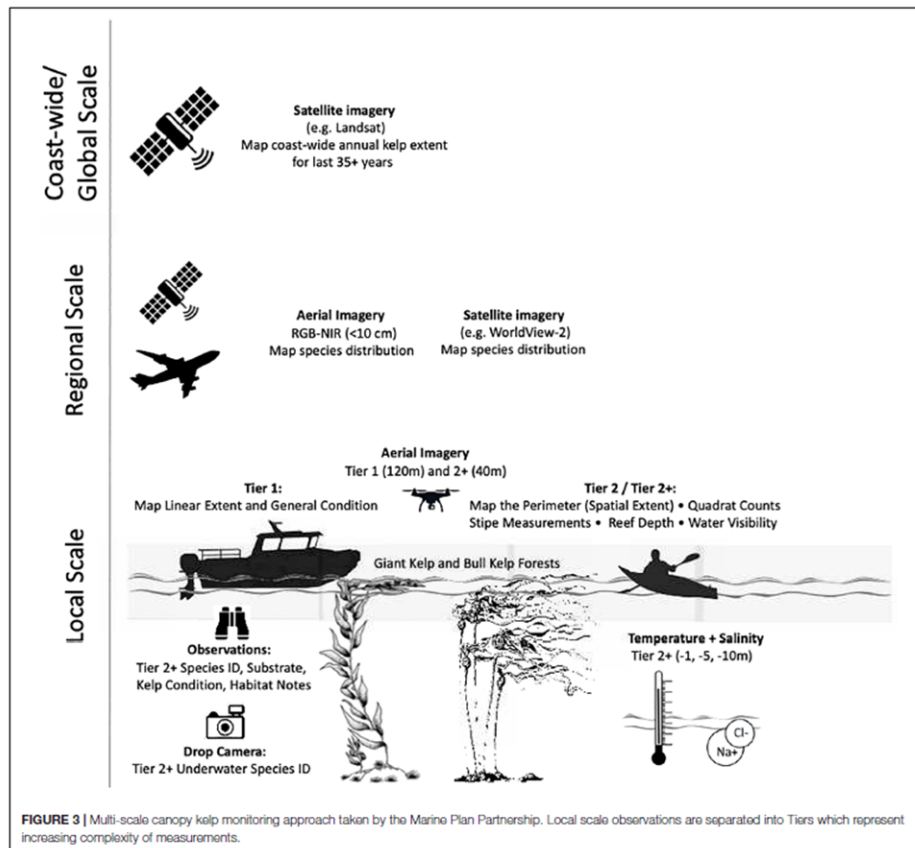 Coast-wide/
Global Scale
Satellite imagery
(e.g. Landsat)
Map coast-wide annual kelp extent
for last 35+ years
Regional Scale
Aerial Imagery
RGB-NIR (<10 cm)
Map species distribution
Satellite imagery
(e.g. WorldView-2)
Map species distribution
Local Scale
Aerial Imagery
Tier 1 (120m) and 2+ (40m)
Tier 1:
Map Linear Extent and General Condition
Tier 2 / Tier 2+:
Map the Perimeter (Spatial Extent) • Quadrat Counts
Stipe Measurements • Reef Depth • Water Visibility
Giant Kelp and Bull Kelp Forests
Observations:
Tier 2+ Species ID, Substrate,
Kelp Condition, Habitat Notes
Drop Camera:
Tier 2+ Underwater Species ID
Temperature + Salinity
Tier 2+ (-1, -5, -10m)
Cl-
Na+
FIGURE 3 | Multi-scale canopy kelp monitoring approach taken by the Marine Plan Partnership. Local scale observations are separated into Tiers which represent
increasing complexity of measurements.